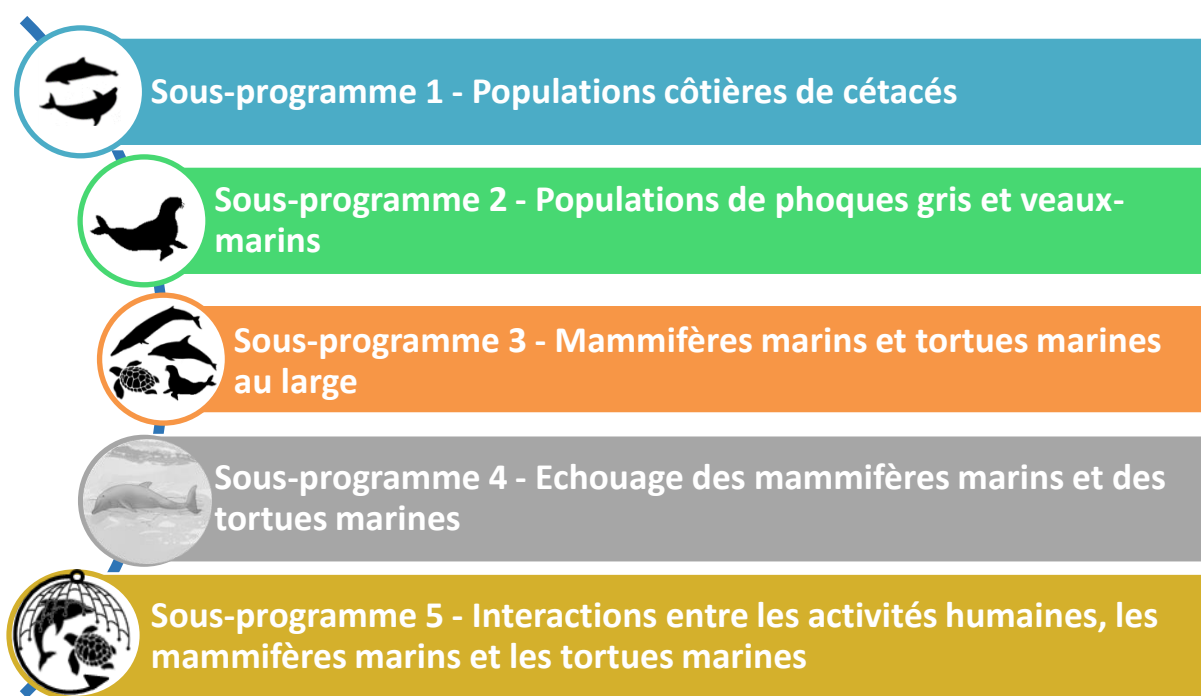 Sous-programme 1 - Populations côtières de cétacés
Sous-programme 2 - Populations de phoques gris et veaux-
marins
Sous-programme 3 - Mammifères marins et tortues marines
au large
Sous-programme 4 - Echouage des mammifères marins et des
tortues marines
Sous-programme 5 - Interactions entre les activités humaines, les
mammifères marins et les tortues marines